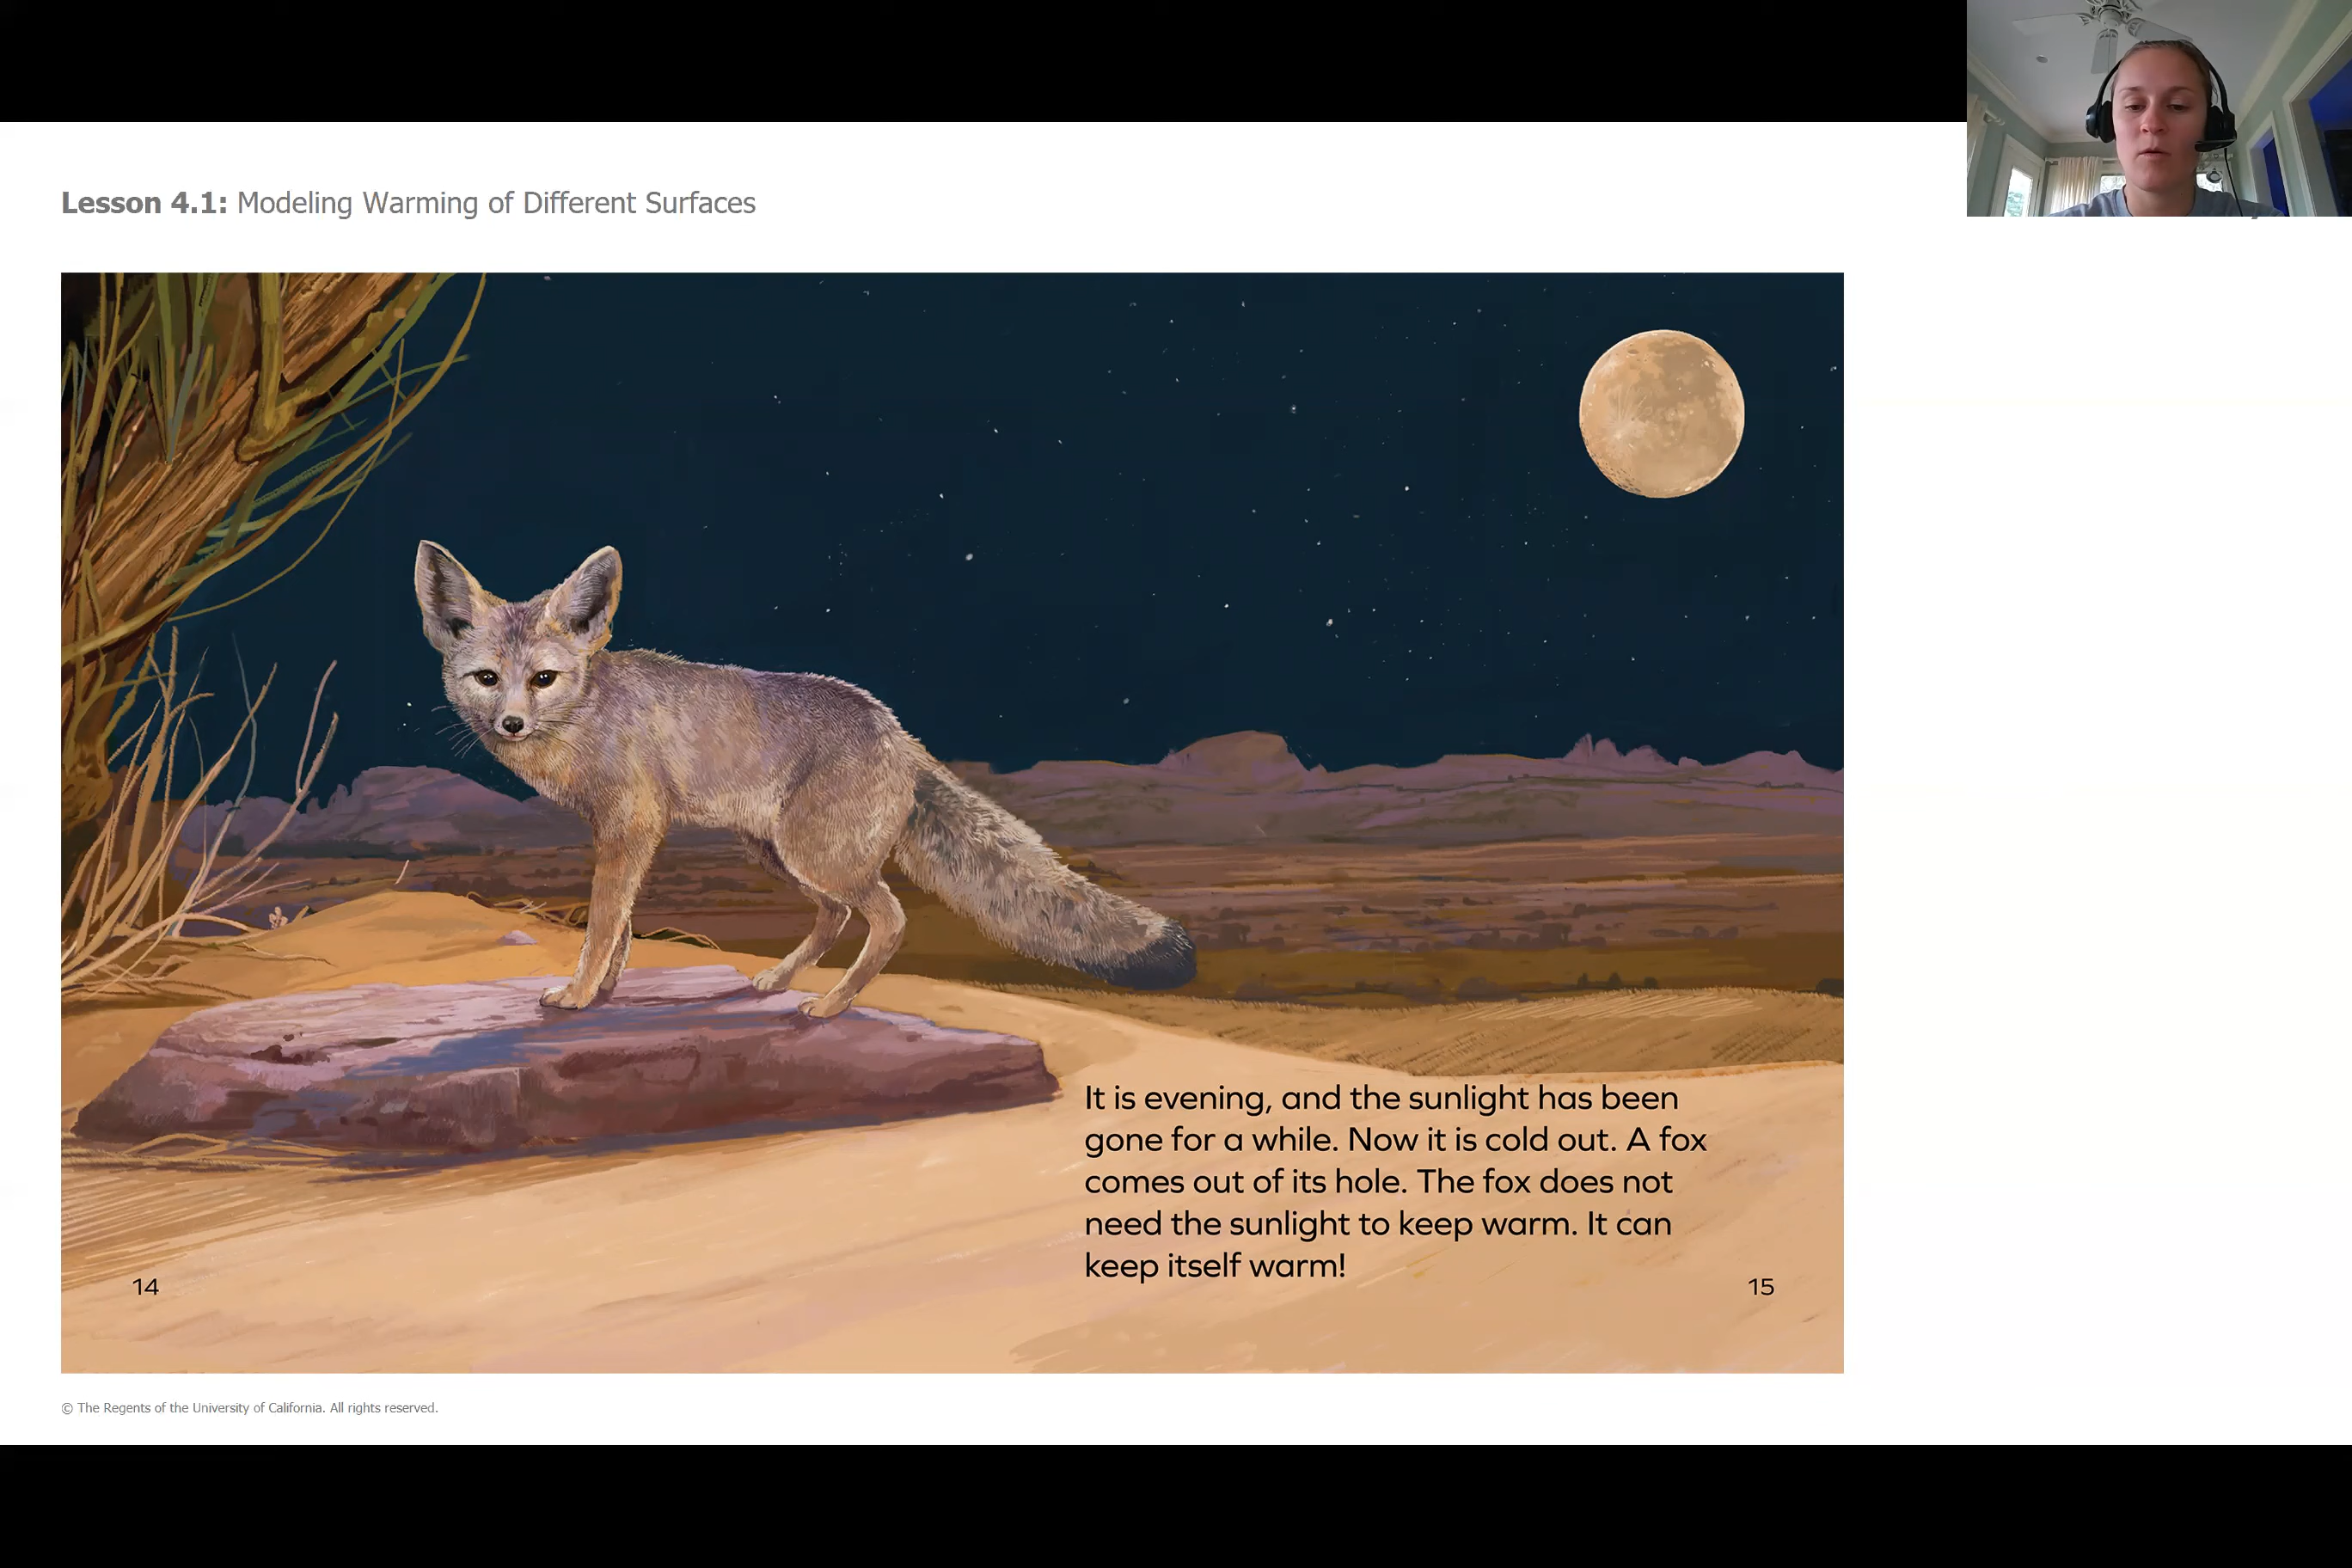 Lesson 4.1: Modeling Warming of Different Surfaces
It is evening, and the sunlight has been
gone for a while. Now it is cold out. A fox
comes out of its hole. The fox does not
need the sunlight to keep warm. It can
keep itself warm!
14
15
© The Regents of the University of California. All rights reserved.